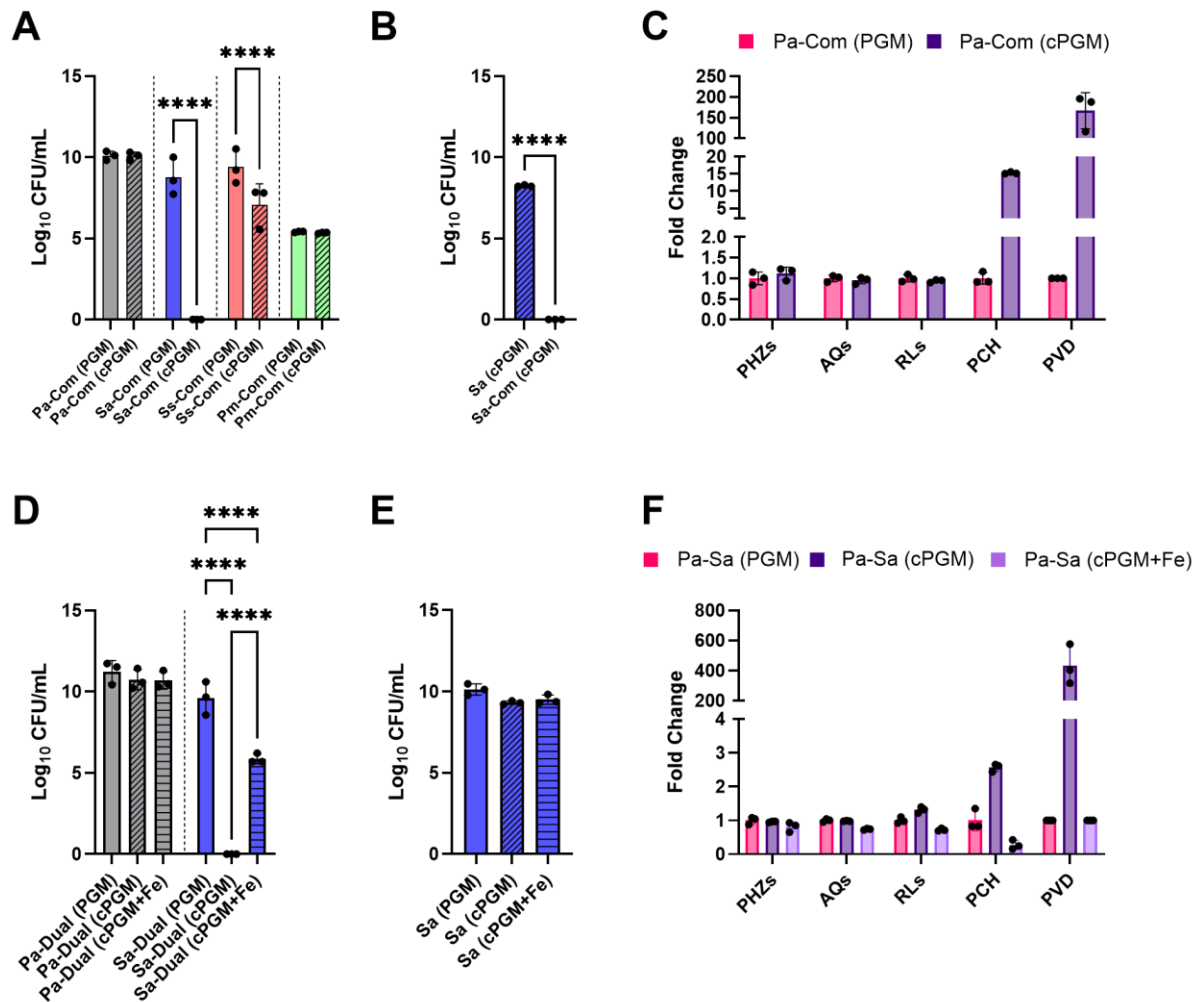 A
Log10 CFU/mL
15
10
5
0
****
****
Pa-Com (PGM)
Pa-Com (cPGM)
Sa-Com (PGM)
Sa-Com (cPGM)
Ss-Com (PGM)
Ss-Com (cPGM)
Pm-Com (PGM)
Pm-Com (cPGM)
B
Log10 CFU/mL
15
10
5
0
****
Sa (cPGM)
Sa-Com (cPGM)
C
Pa-Com (PGM) Pa-Com (cPGM)
Fold Change
250
200
150
100
20
15
10
5
2.0
1.5
1.0
0.5
0.0
PHZs
AQs
RLs
PCH
PVD
D
Log10 CFU/mL
15
10
5
0
****
****
****
Pa-Dual (PGM)
Pa-Dual (cPGM)
Pa-Dual (cPGM+Fe)
Sa-Dual (PGM)
Sa-Dual (cPGM)
Sa-Dual (cPGM+Fe)
E
Log10 CFU/mL
15
10
5
0
Sa (PGM)
Sa (cPGM)
Sa (cPGM+Fe)
F
Pa-Sa (PGM) Pa-Sa (cPGM) Pa-Sa (cPGM+Fe)
Fold Change
800
600
400
200
4
3
2
1
0
PHZs
AQs
RLs
PCH
PVD